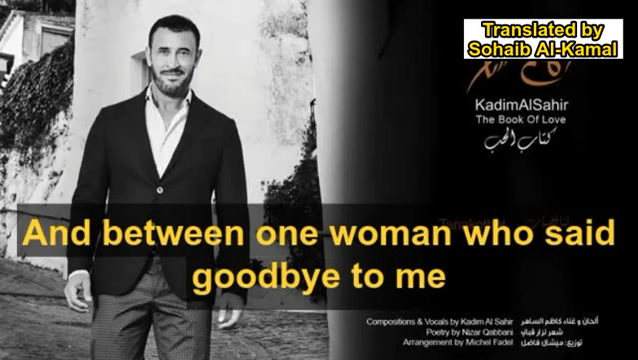 Translated by
Sohaib Al-Kamal
KadimAlSahir
The Book Of Love
كتاب الحب
And between one woman who said
goodbye to me
Compositions & Vocals by Kadim Al Sahir
ألحان و غناء كاظم الساهر
Poetry by Nizar Qabbani
شعر نزار قباني
Arrangement by Michel Fadel
توزيع: ميشال فاضل